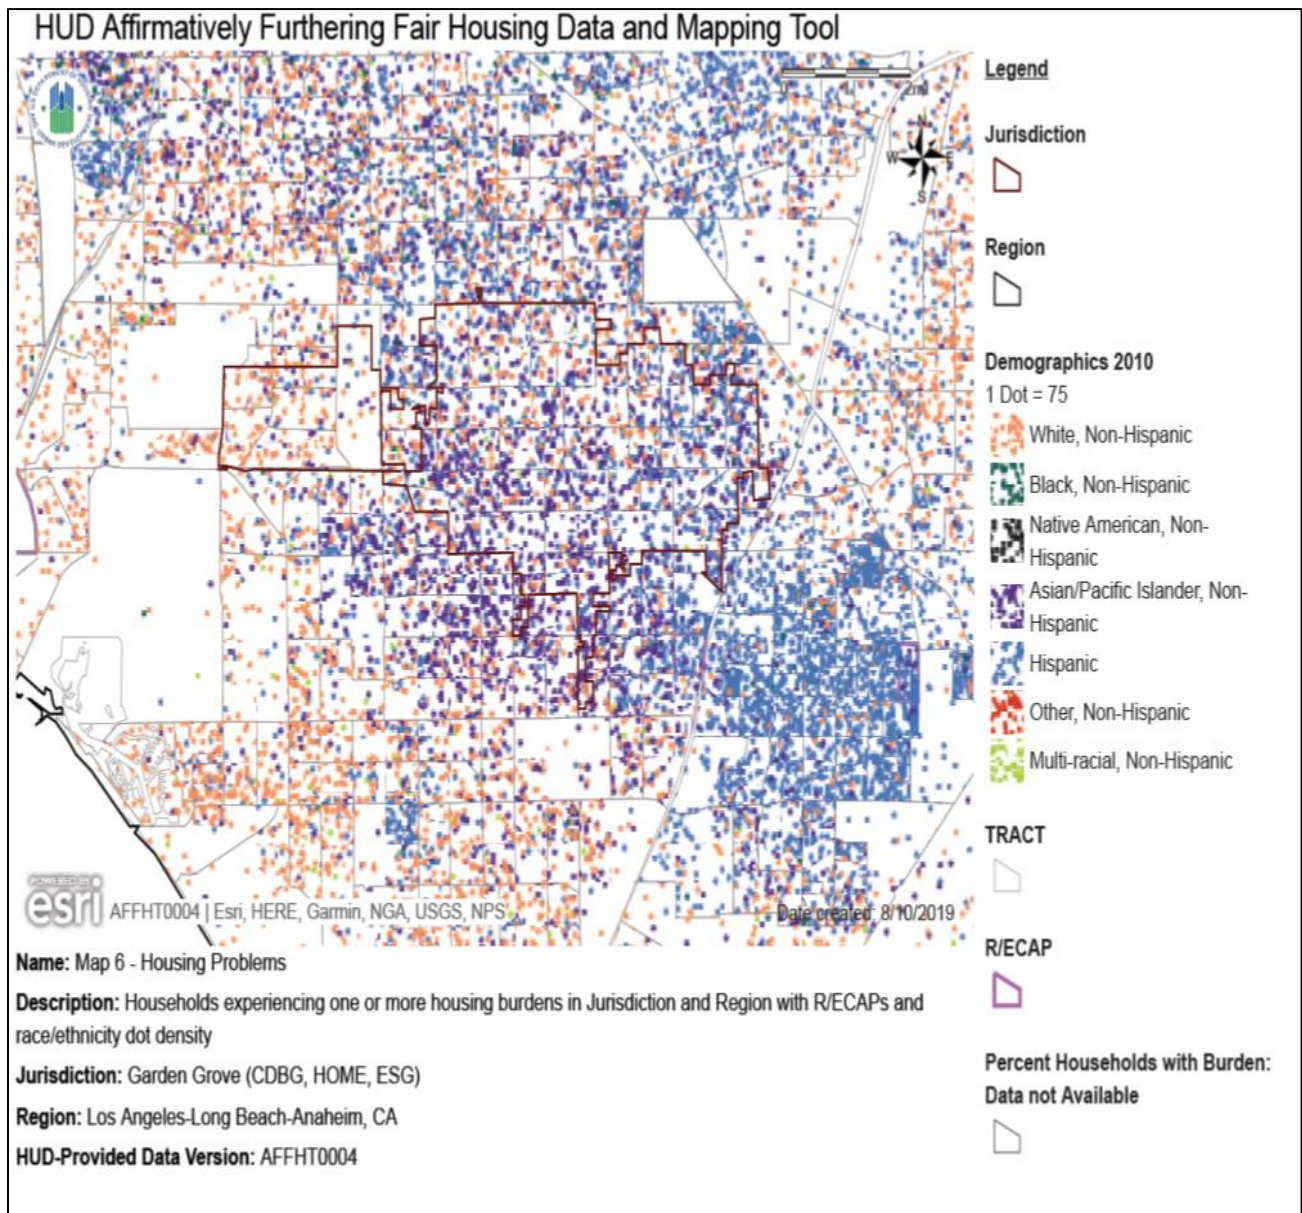 HUD Affirmatively Furthering Fair Housing Data and Mapping Tool
N
W
E
S
POWERED BY
esri
AFFHT0004 | Esri, HERE, Garmin, NGA, USGS, NPS
Date created: 8/10/2019
Legend
Jurisdiction
Region
Demographics 2010
1 Dot = 75
White, Non-Hispanic
Black, Non-Hispanic
Native American, Non-
Hispanic
Asian/Pacific Islander, Non-
Hispanic
Hispanic
Other, Non-Hispanic
Multi-racial, Non-Hispanic
TRACT
R/ECAP
Percent Households with Burden:
Data not Available
Name: Map 6 - Housing Problems
Description: Households experiencing one or more housing burdens in Jurisdiction and Region with R/ECAPs and
race/ethnicity dot density
Jurisdiction: Garden Grove (CDBG, HOME, ESG)
Region: Los Angeles-Long Beach-Anaheim, CA
HUD-Provided Data Version: AFFHT0004